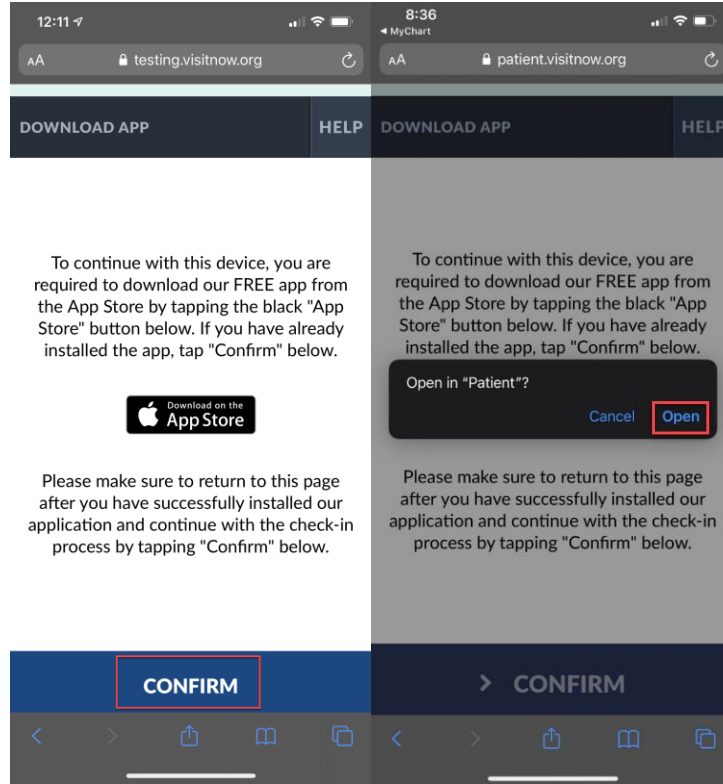 12:11
AA
testing.visitnow.org
DOWNLOAD APP
HELP
To continue with this device, you are
required to download our FREE app from
the App Store by tapping the black "App
Store" button below. If you have already
installed the app, tap "Confirm" below.
Download on the
App Store
Please make sure to return to this page
after you have successfully installed our
application and continue with the check-in
process by tapping "Confirm" below.
CONFIRM
8:36
MyChart
AA
patient.visitnow.org
DOWNLOAD APP
HELP
To continue with this device, you are
required to download our FREE app from
the App Store by tapping the black "App
Store" button below. If you have already
installed the app, tap "Confirm" below.
Open in "Patient"?
Cancel
Open
Please make sure to return to this page
after you have successfully installed our
application and continue with the check-in
process by tapping "Confirm" below.
CONFIRM